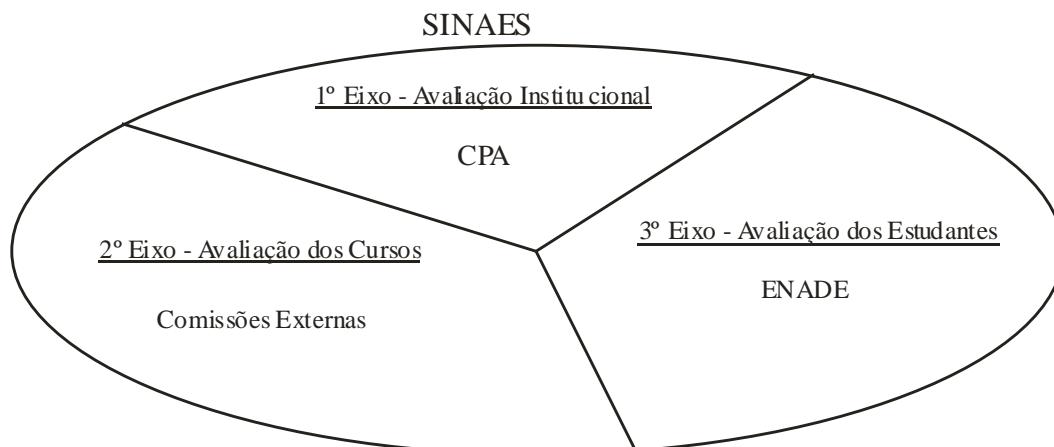 SINAES
1º Eixo - Avaliação Institucional
CPA
2º Eixo - Avaliação dos Cursos
Comissões Externas
3º Eixo - Avaliação dos Estudantes
ENADE